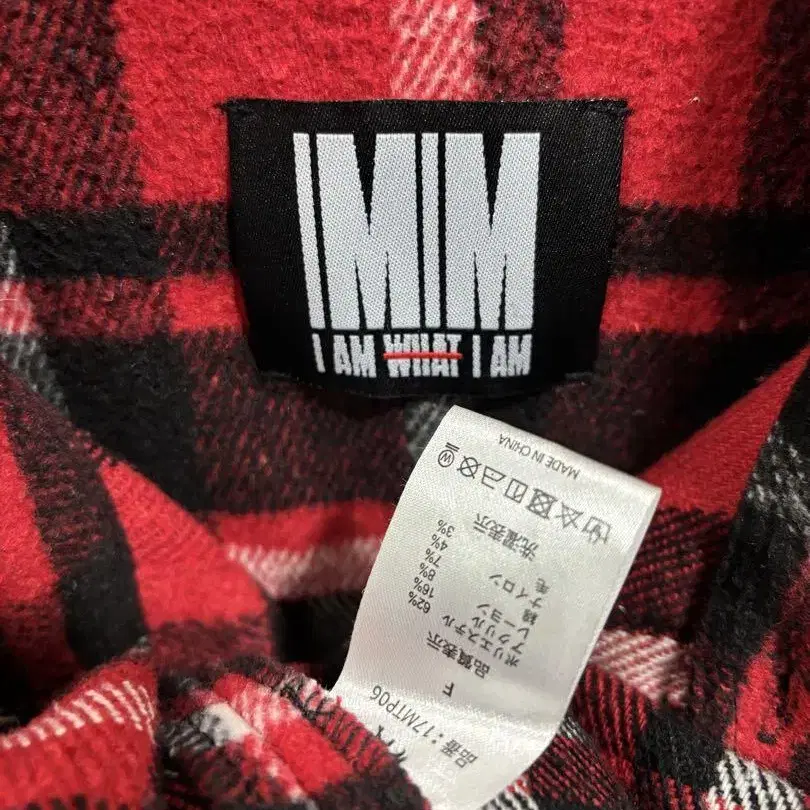 IMIM
I AM WHAT I AM
品番:17MTP06
F
品質表示
ポリエステル 62%
アクリル 16%
レーヨン 8%
綿 7%
ナイロン 4%
毛 3%
洗濯表示
W
MADE IN CHINA